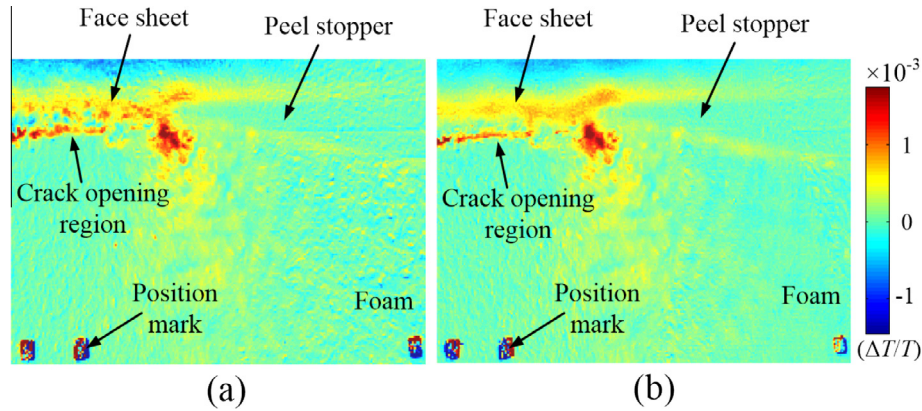 Face sheet
Peel stopper
Crack opening
region
Position
mark
Foam
(a)
Face sheet
Peel stopper
Crack opening
region
Position
mark
Foam
(b)
×10⁻³
1
0
-1
(ΔT/T)